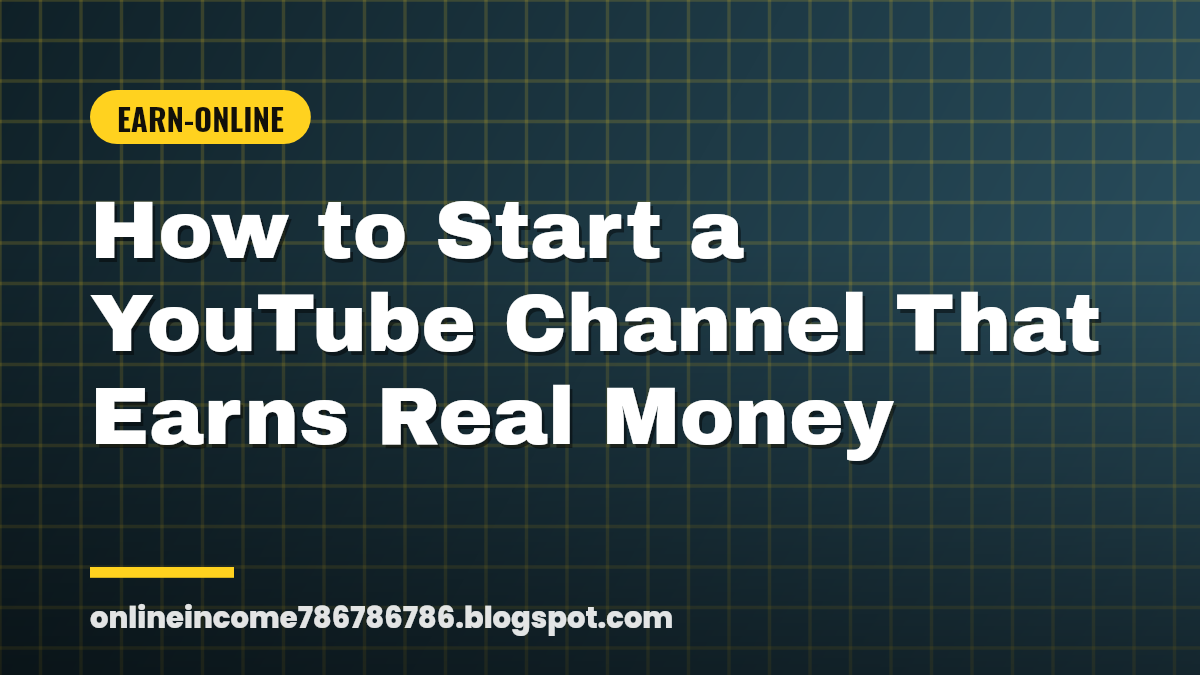 EARN-ONLINE
How to Start a
YouTube Channel That
Earns Real Money
onlineincome786786786.blogspot.com